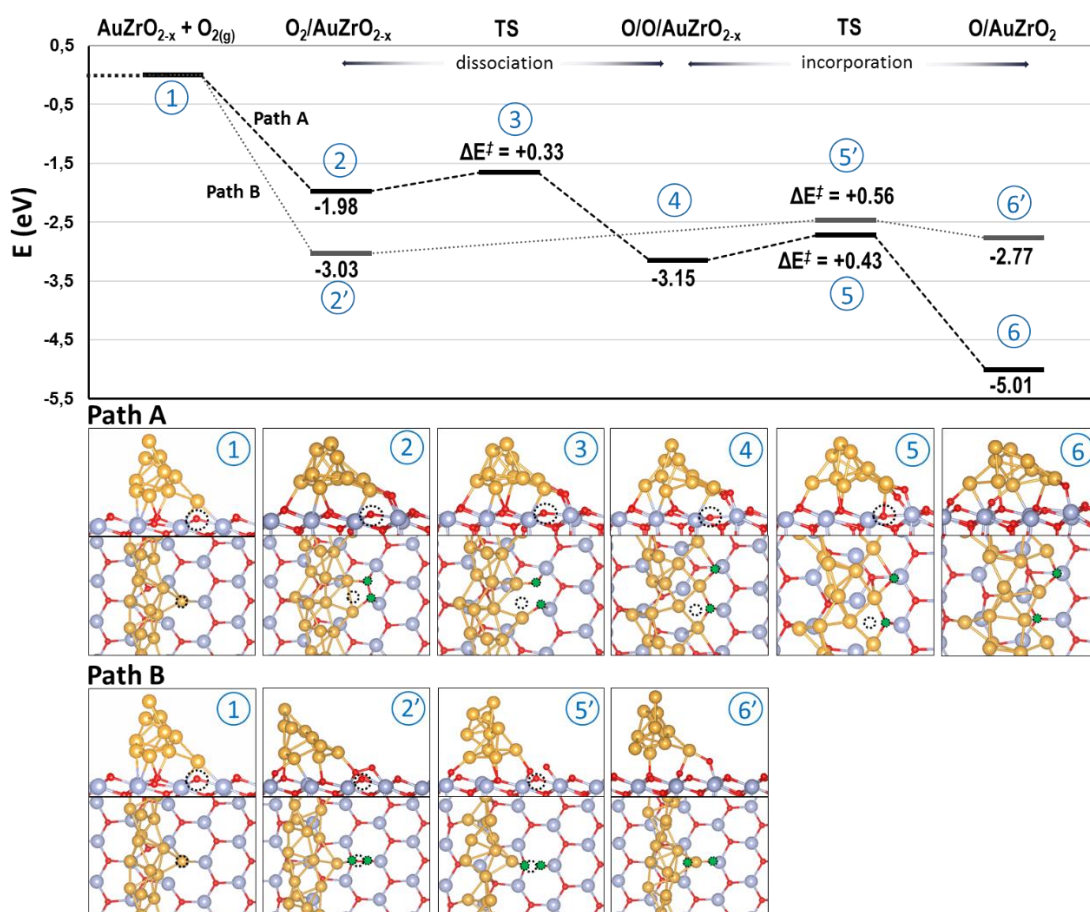 AuZrO2-x + O2(g) O2/AuZrO2-x TS O/O/AuZrO2-x TS O/AuZrO2
0,5
dissociation incorporation
1
-0,5
Path A
3
ΔE‡ = +0.33
5’
-1,5
2
Path B
-1.98
4
ΔE‡ = +0.56
6’
-2,5
E (eV)
-3.03
-3.15
ΔE‡ = +0.43
-2.77
-3,5
2’
5
6
-4,5
-5.01
-5,5
Path A
1 2 3 4 5 6
Path B
1 2’ 5’ 6’